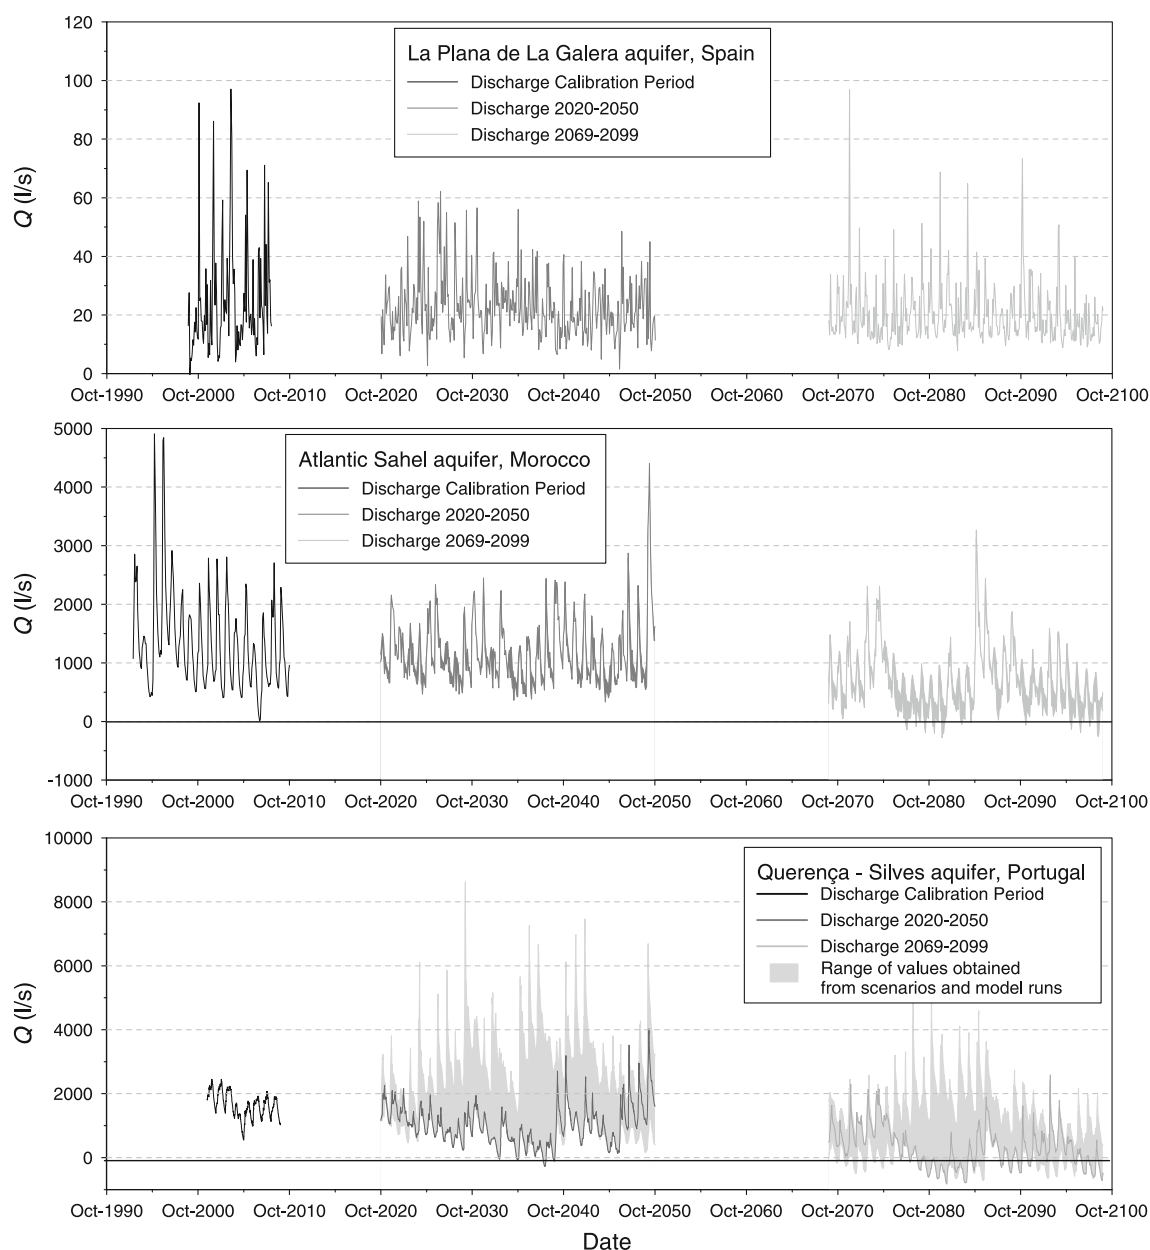 120
100
80
60
40
20
0
Q (l/s)
La Plana de La Galera aquifer, Spain
Discharge Calibration Period
Discharge 2020-2050
Discharge 2069-2099
Oct-1990 Oct-2000 Oct-2010 Oct-2020 Oct-2030 Oct-2040 Oct-2050 Oct-2060 Oct-2070 Oct-2080 Oct-2090 Oct-2100
5000
4000
3000
2000
1000
0
-1000
Q (l/s)
Atlantic Sahel aquifer, Morocco
Discharge Calibration Period
Discharge 2020-2050
Discharge 2069-2099
Oct-1990 Oct-2000 Oct-2010 Oct-2020 Oct-2030 Oct-2040 Oct-2050 Oct-2060 Oct-2070 Oct-2080 Oct-2090 Oct-2100
10000
8000
6000
4000
2000
0
Q (l/s)
Querença - Silves aquifer, Portugal
Discharge Calibration Period
Discharge 2020-2050
Discharge 2069-2099
Range of values obtained
from scenarios and model runs
Oct-1990 Oct-2000 Oct-2010 Oct-2020 Oct-2030 Oct-2040 Oct-2050 Oct-2060 Oct-2070 Oct-2080 Oct-2090 Oct-2100
Date